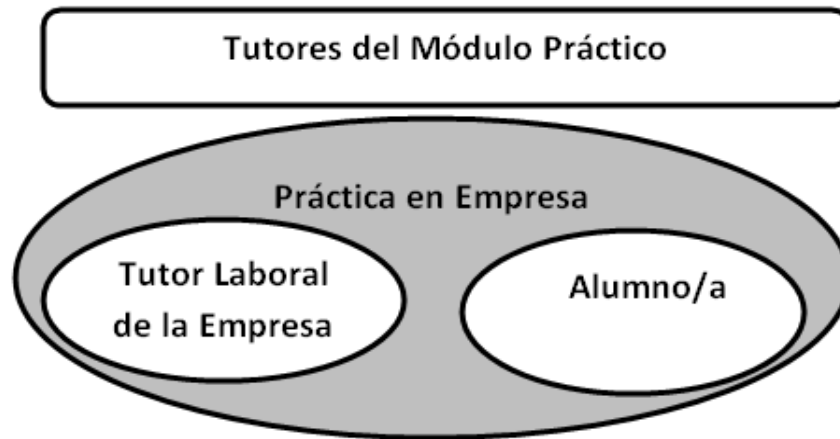 Tutores del Módulo Práctico
Práctica en Empresa
Tutor Laboral
de la Empresa
Alumno/a